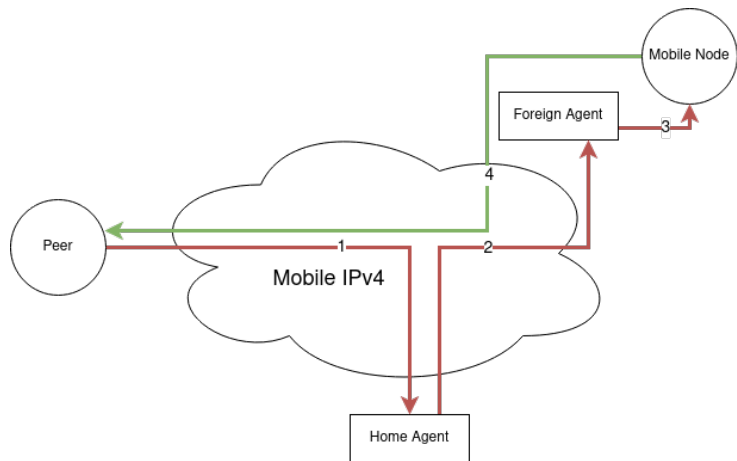 Mobile Node
Foreign Agent
3
4
Peer
1
2
Mobile IPv4
Home Agent